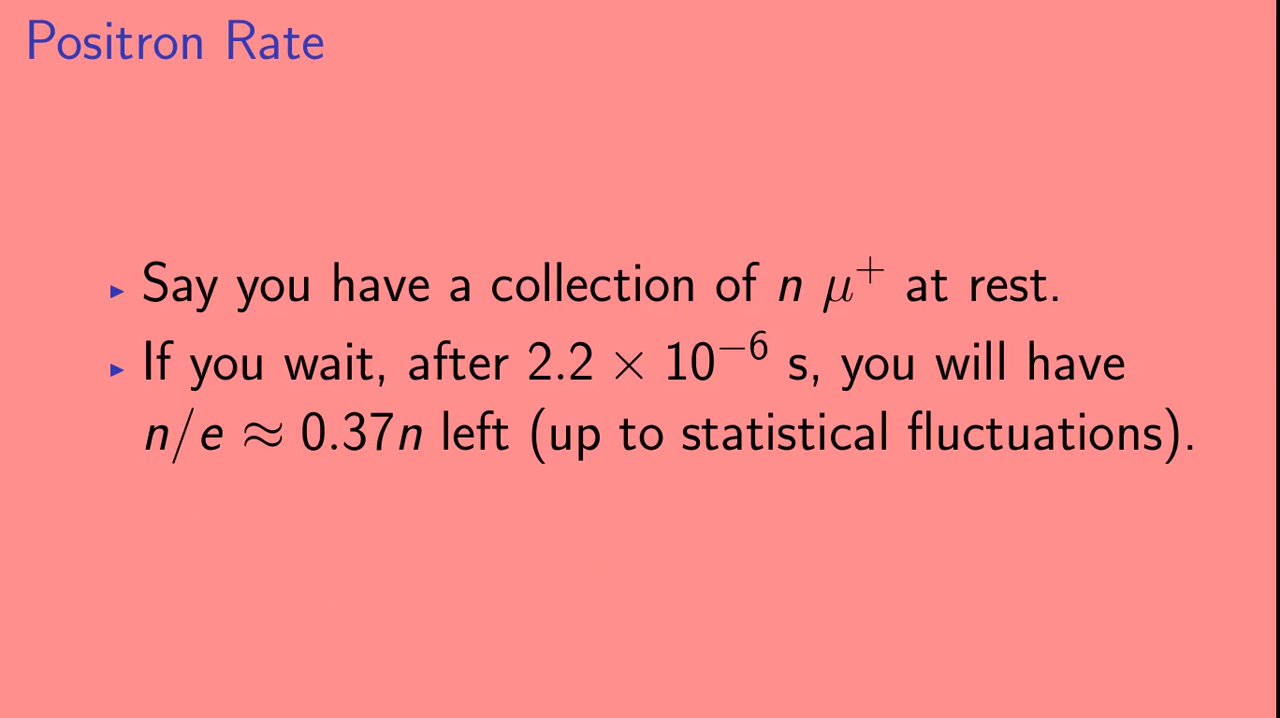 Positron Rate
▸ Say you have a collection of n μ⁺ at rest.
▸ If you wait, after 2.2 × 10⁻⁶ s, you will have
n/e ≈ 0.37n left (up to statistical fluctuations).